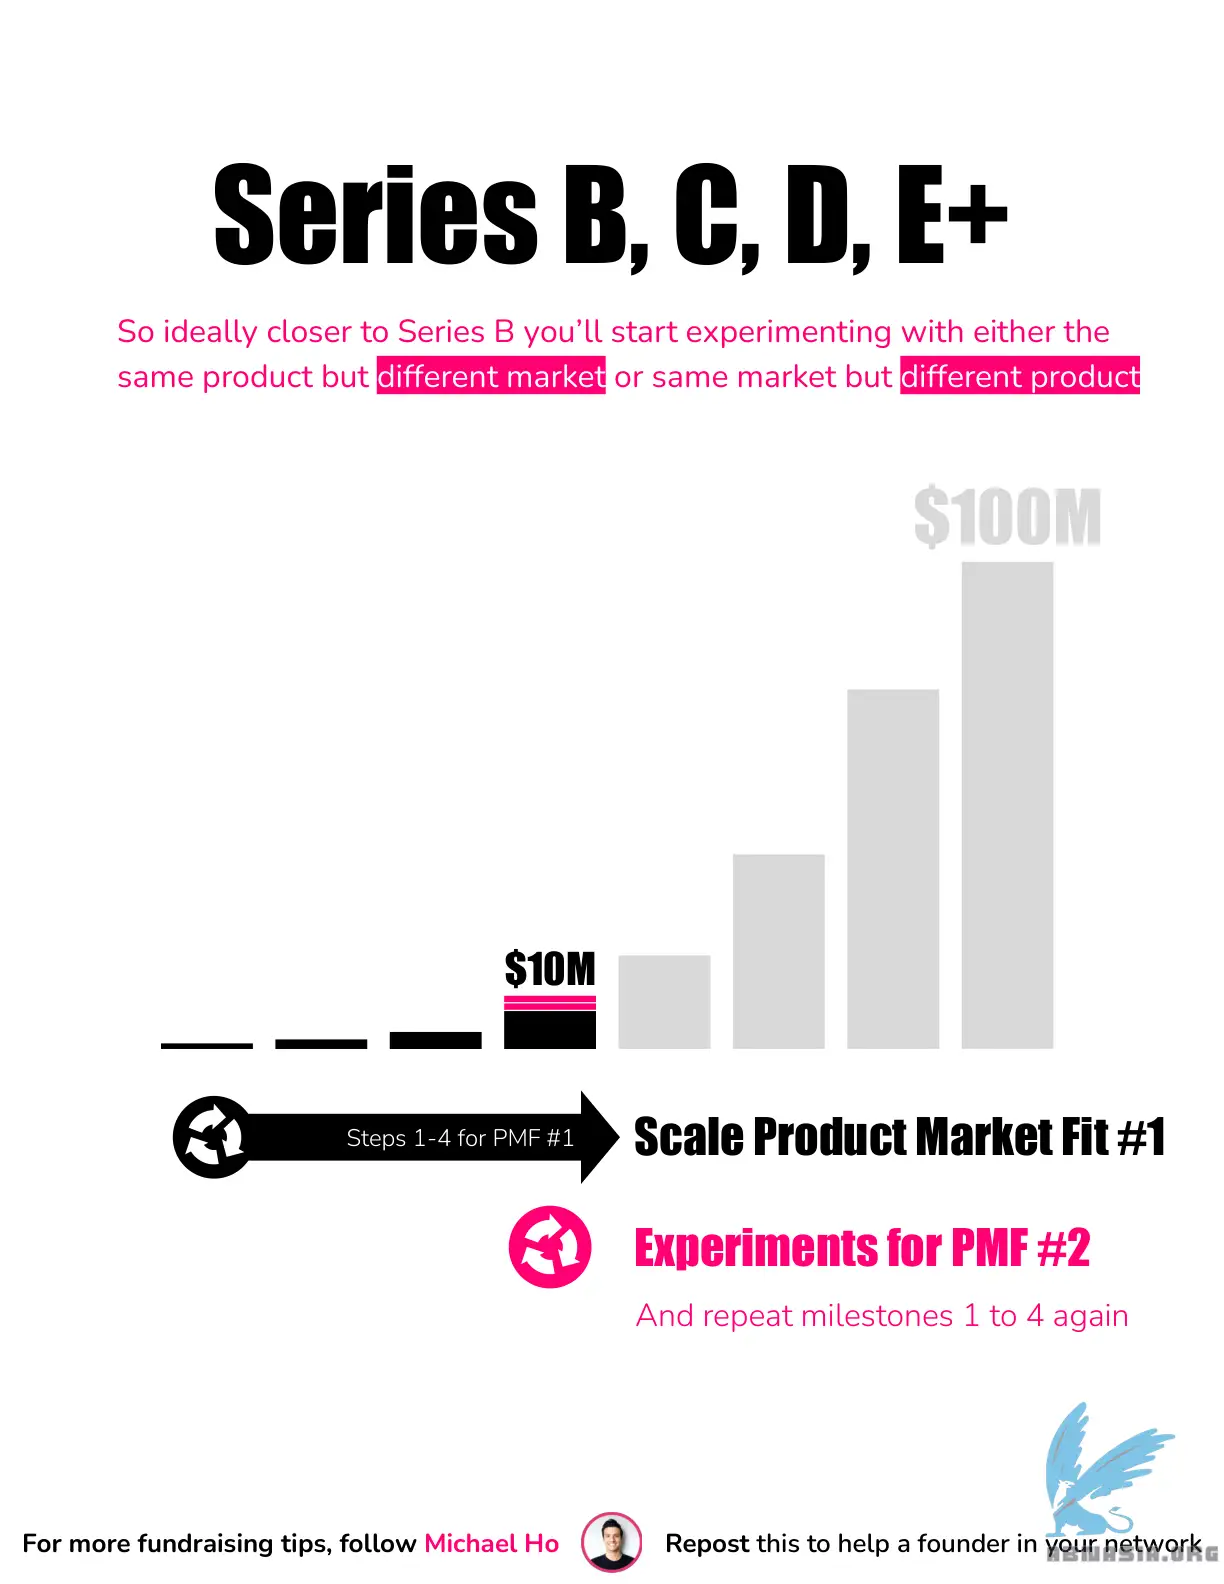 Series B, C, D, E+
So ideally closer to Series B you’ll start experimenting with either the
same product but different market or same market but different product
$100M
$10M
Steps 1-4 for PMF #1
Scale Product Market Fit #1
Experiments for PMF #2
And repeat milestones 1 to 4 again
For more fundraising tips, follow Michael Ho
Repost this to help a founder in your network
ABMASIA.ORG